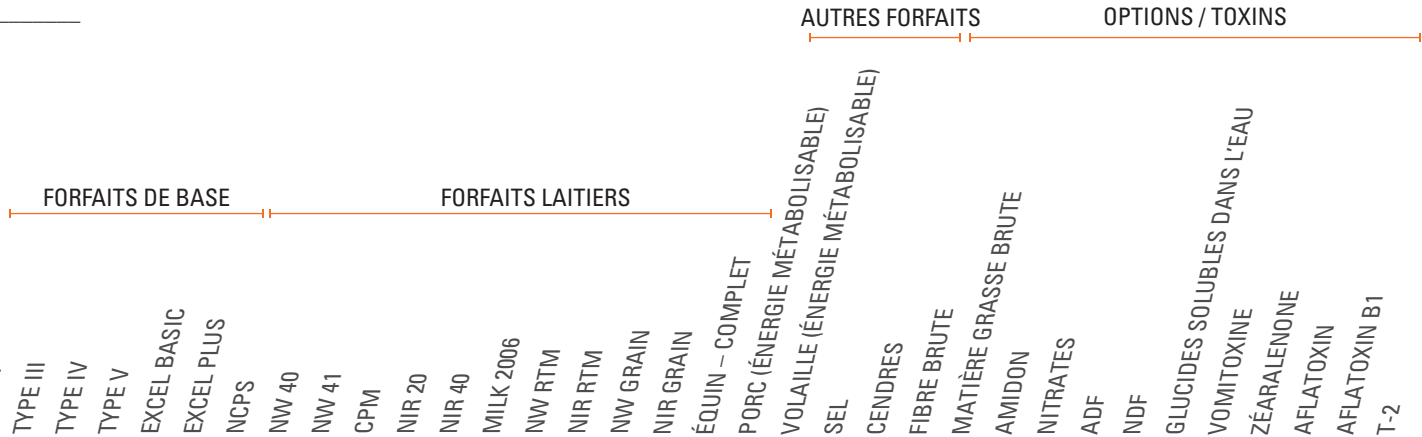 AUTRES FORFAITS
OPTIONS / TOXINS
FORFAITS DE BASE
FORFAITS LAITIERS
TYPE III
TYPE IV
TYPE V
EXCEL BASIC
EXCEL PLUS
NCPS
NW 40
NW 41
CPM
NIR 20
NIR 40
MILK 2006
NW RTM
NIR RTM
NW GRAIN
NIR GRAIN
ÉQUIN – COMPLET
PORC (ÉNERGIE MÉTABOLISABLE)
VOLAILLE (ÉNERGIE MÉTABOLISABLE)
SEL
CENDRES
FIBRE BRUTE
MATIÈRE GRASSE BRUTE
AMIDON
NITRATES
ADF
NDF
GLUCIDES SOLUBLES DANS L'EAU
VOMITOXINE
ZÉARALENONE
AFLATOXIN
AFLATOXIN B1
T-2